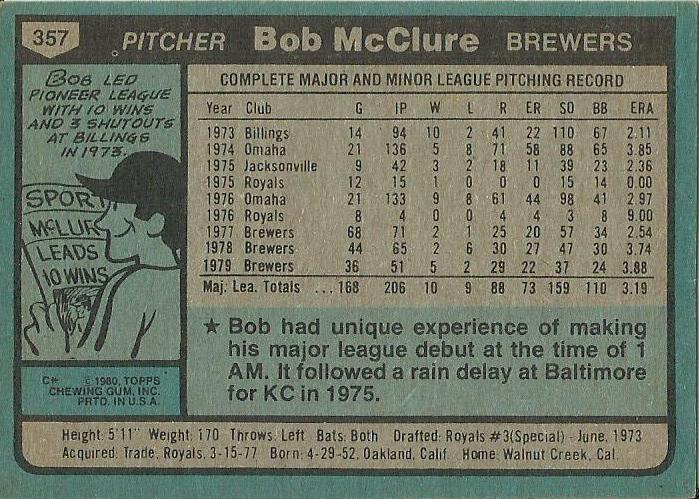 357 PITCHER Bob McClure BREWERS
BOB LED
PIONEER LEAGUE
WITH 10 WINS
AND 3 SHUTOUTS
AT BILLINGS
IN 1973.
SPORT
McLUR
LEADS
10 WINS
COMPLETE MAJOR AND MINOR LEAGUE PITCHING RECORD
Year Club G IP W L R ER SO BB ERA
1973 Billings 14 94 10 2 41 22 110 67 2.11
1974 Omaha 21 136 5 8 71 58 88 65 3.85
1975 Jacksonville 9 42 3 2 18 11 39 23 2.36
1975 Royals 12 15 1 0 0 0 15 14 0.00
1976 Omaha 21 133 9 8 61 44 98 41 2.97
1976 Royals 8 4 0 0 4 4 3 8 9.00
1977 Brewers 68 71 2 1 25 20 57 34 2.54
1978 Brewers 44 65 2 6 30 27 47 30 3.74
1979 Brewers 36 51 5 2 29 22 37 24 3.88
Maj. Lea. Totals ... 168 206 10 9 88 73 159 110 3.19
★ Bob had unique experience of making
his major league debut at the time of 1
AM. It followed a rain delay at Baltimore
for KC in 1975.
C* © 1980, TOPPS
CHEWING GUM, INC.
PRTD. IN U.S.A.
Height: 5'11" Weight: 170 Throws: Left Bats: Both Drafted: Royals #3(Special) - June, 1973
Acquired: Trade, Royals, 3-15-77 Born: 4-29-52, Oakland, Calif. Home: Walnut Creek, Cal.